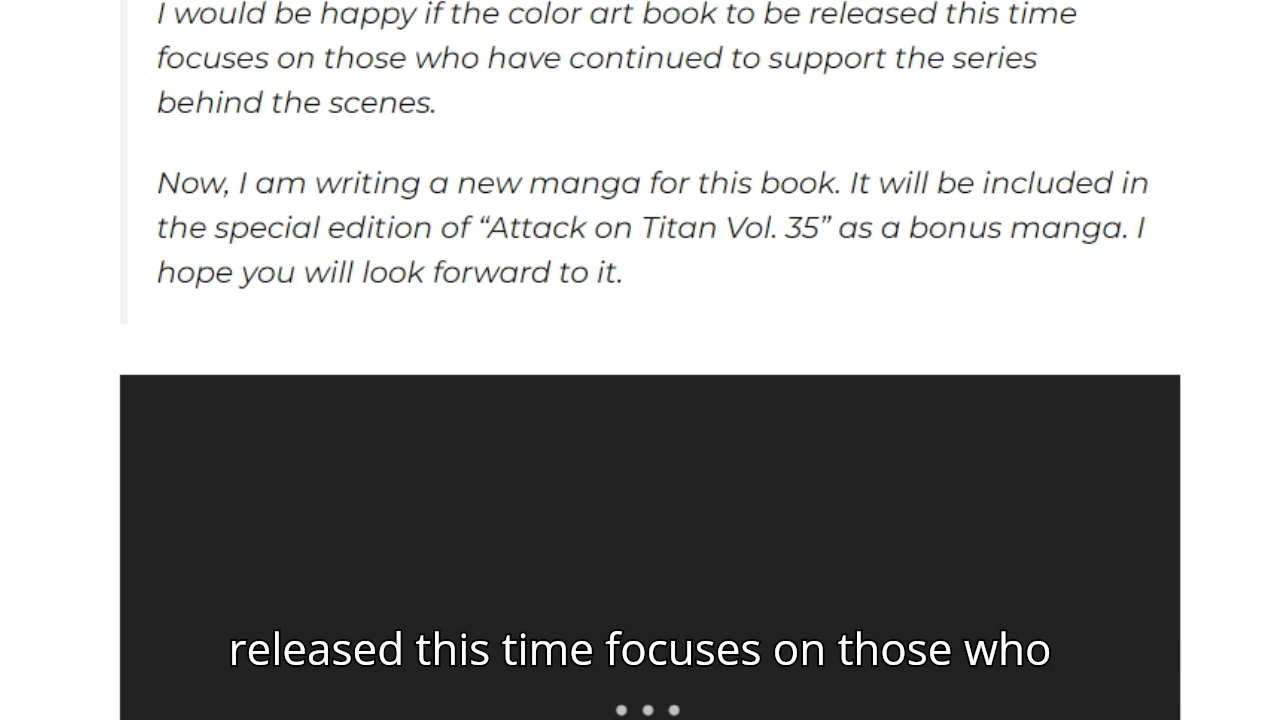 I would be happy if the color art book to be released this time
focuses on those who have continued to support the series
behind the scenes.
Now, I am writing a new manga for this book. It will be included in
the special edition of “Attack on Titan Vol. 35” as a bonus manga. I
hope you will look forward to it.
released this time focuses on those who